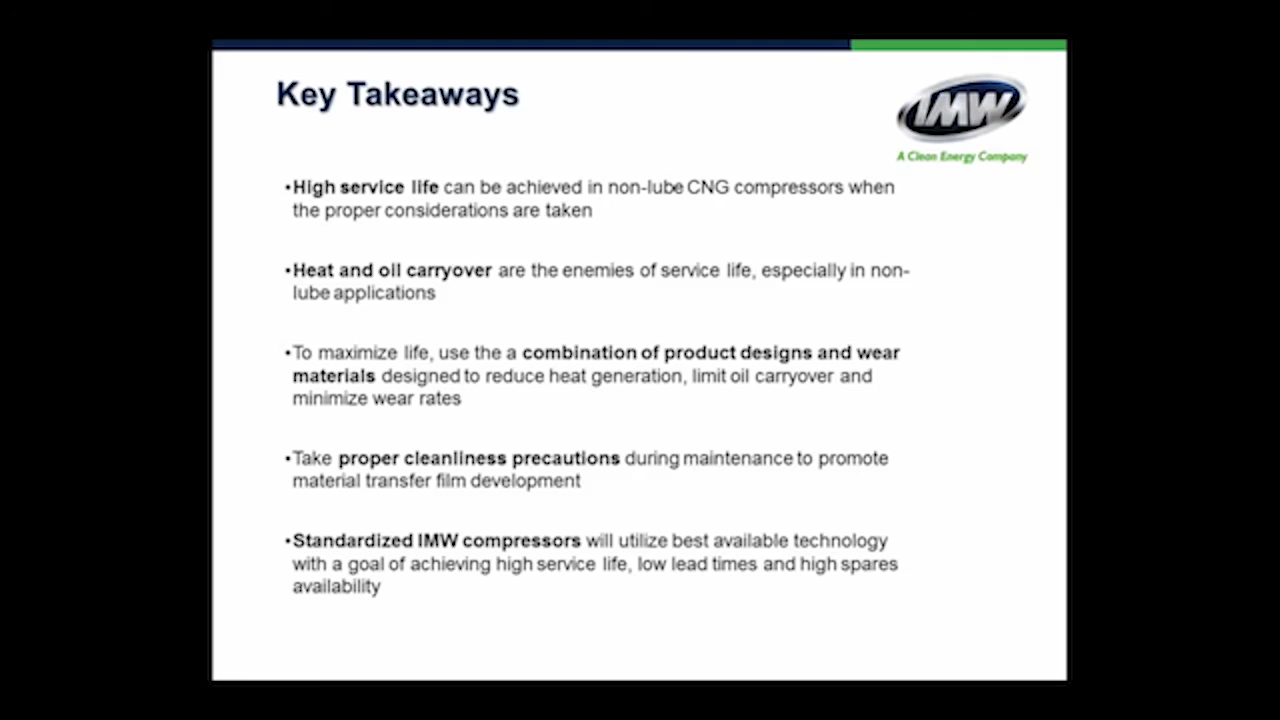 Key Takeaways
IMW
A Clean Energy Company
•High service life can be achieved in non-lube CNG compressors when
the proper considerations are taken
•Heat and oil carryover are the enemies of service life, especially in non-
lube applications
•To maximize life, use the a combination of product designs and wear
materials designed to reduce heat generation, limit oil carryover and
minimize wear rates
•Take proper cleanliness precautions during maintenance to promote
material transfer film development
•Standardized IMW compressors will utilize best available technology
with a goal of achieving high service life, low lead times and high spares
availability